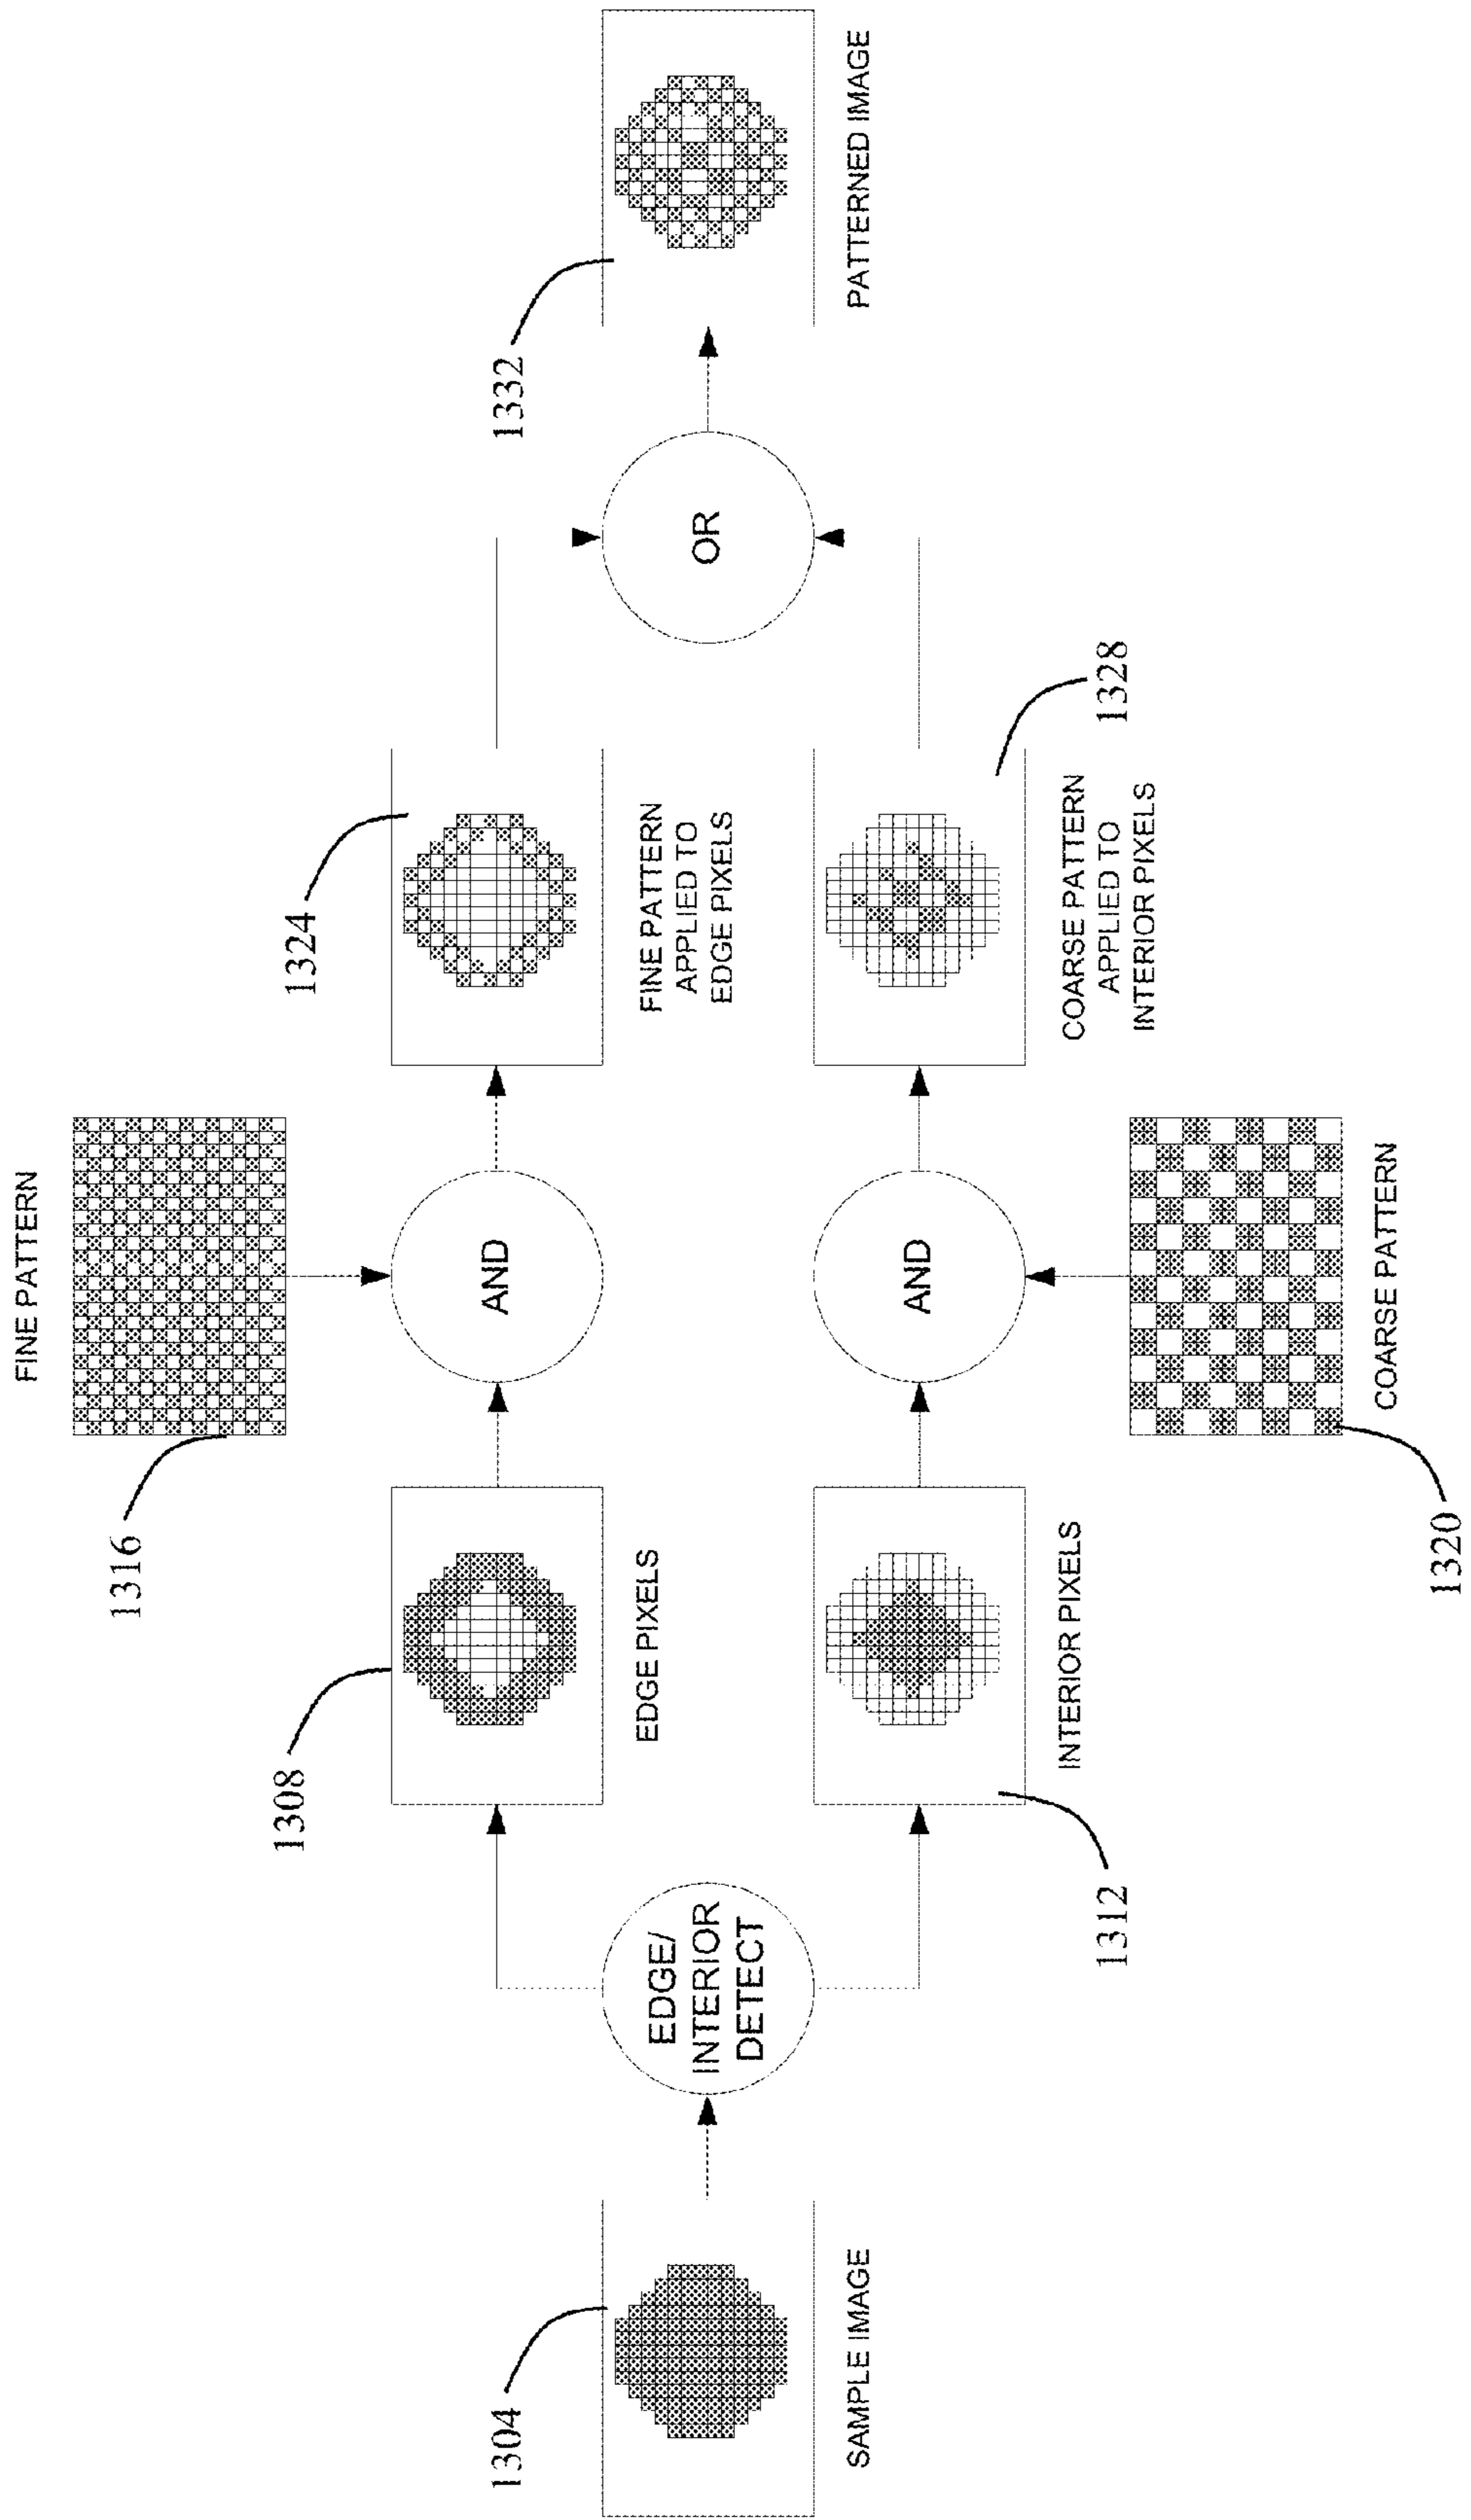 1304
SAMPLE IMAGE
EDGE/
INTERIOR
DETECT
1308
EDGE PIXELS
1312
INTERIOR PIXELS
FINE PATTERN
1316
AND
AND
1320
COARSE PATTERN
1324
FINE PATTERN
APPLIED TO
EDGE PIXELS
1328
COARSE PATTERN
APPLIED TO
INTERIOR PIXELS
OR
1332
PATTERNED IMAGE